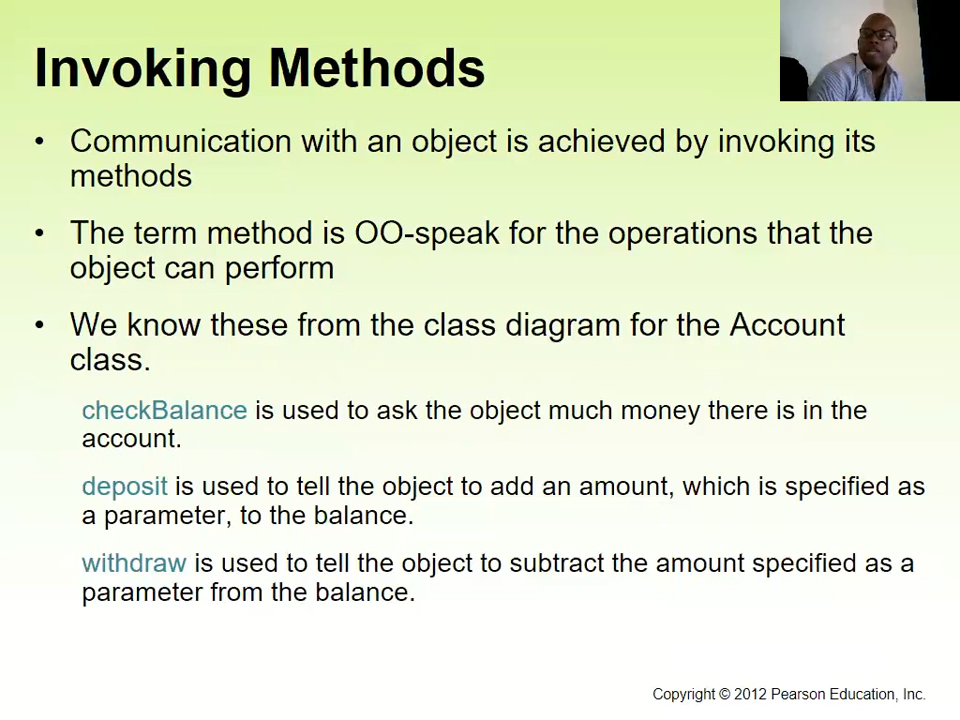 Invoking Methods
• Communication with an object is achieved by invoking its
methods
• The term method is OO-speak for the operations that the
object can perform
• We know these from the class diagram for the Account
class.
checkBalance is used to ask the object much money there is in the
account.
deposit is used to tell the object to add an amount, which is specified as
a parameter, to the balance.
withdraw is used to tell the object to subtract the amount specified as a
parameter from the balance.
Copyright © 2012 Pearson Education, Inc.